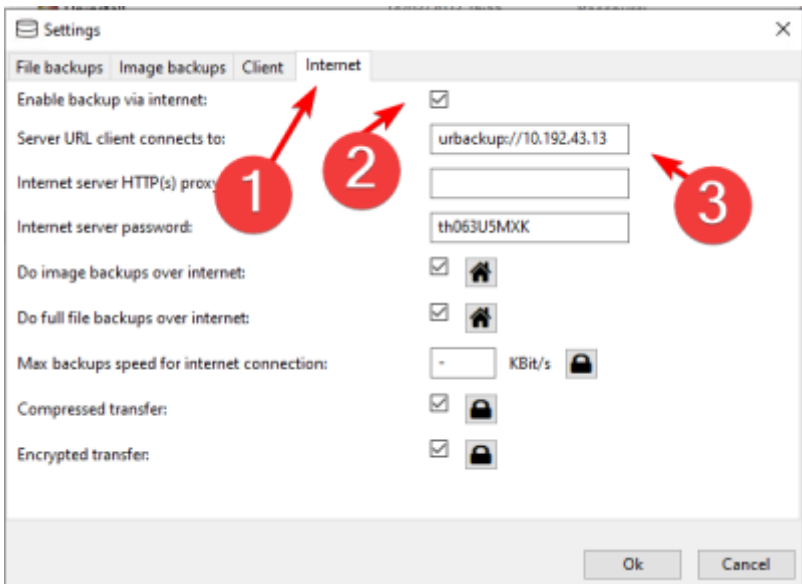 Settings
File backups Image backups Client Internet
Enable backup via internet:
2
Server URL client connects to: urbackup://10.192.43.13
1
3
Internet server HTTP(s) proxy
Internet server password: th063U5MXK
Do image backups over internet:
Do full file backups over internet:
Max backups speed for internet connection: - KBit/s
Compressed transfer:
Encrypted transfer:
Ok Cancel